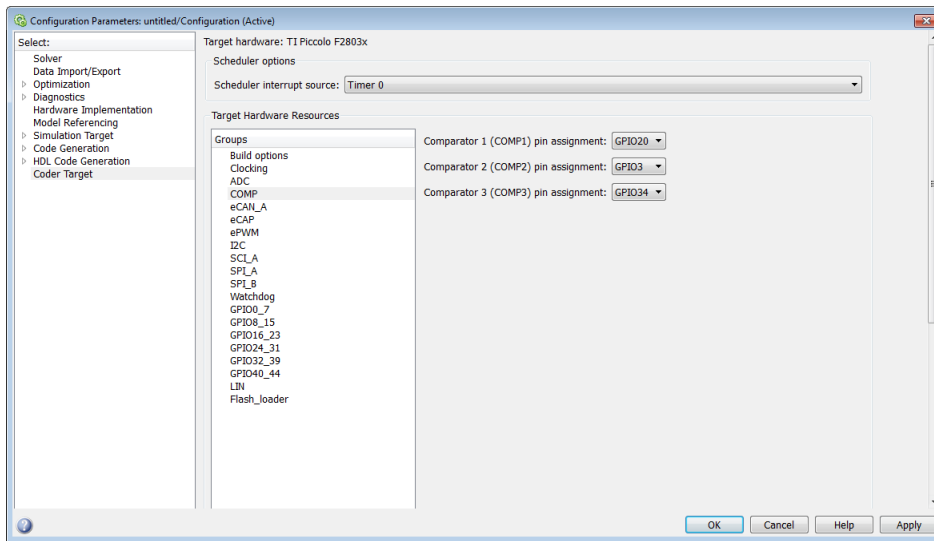 Configuration Parameters: untitled/Configuration (Active)
Select:
Solver
Data Import/Export
Optimization
Diagnostics
Hardware Implementation
Model Referencing
Simulation Target
Code Generation
HDL Code Generation
Coder Target
Target hardware: TI Piccolo F2803x
Scheduler options
Scheduler interrupt source: Timer 0
Target Hardware Resources
Groups
Build options
Clocking
ADC
COMP
eCAN_A
eCAP
ePWM
I2C
SCI_A
SPI_A
SPI_B
Watchdog
GPIO0_7
GPIO8_15
GPIO16_23
GPIO24_31
GPIO32_39
GPIO40_44
LIN
Flash_loader
Comparator 1 (COMP1) pin assignment: GPIO20
Comparator 2 (COMP2) pin assignment: GPIO3
Comparator 3 (COMP3) pin assignment: GPIO34
OK Cancel Help Apply